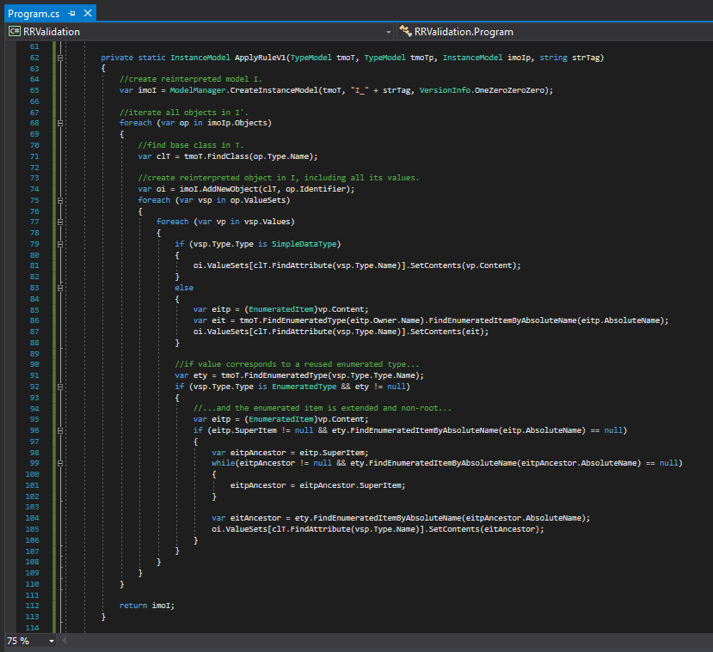 Program.cs
RRValidation RRValidation.Program
61
62 private static InstanceModel ApplyRuleV1(TypeModel tmoT, TypeModel tmoTp, InstanceModel imoIp, string strTag)
63 {
64 //create reinterpreted model I.
65 var imoI = ModelManager.CreateInstanceModel(tmoT, "I_" + strTag, VersionInfo.OneZeroZeroZero);
66
67 //iterate all objects in I'.
68 foreach (var op in imoIp.Objects)
69 {
70 //find base class in T.
71 var clT = tmoT.FindClass(op.Type.Name);
72
73 //create reinterpreted object in I, including all its values.
74 var oi = imoI.AddNewObject(clT, op.Identifier);
75 foreach (var vsp in op.ValueSets)
76 {
77 foreach (var vp in vsp.Values)
78 {
79 if (vsp.Type.Type is SimpleDataType)
80 {
81 oi.ValueSets[clT.FindAttribute(vsp.Type.Name)].SetContents(vp.Content);
82 }
83 else
84 {
85 var eitp = (EnumeratedItem)vp.Content;
86 var eit = tmoT.FindEnumeratedType(eitp.Owner.Name).FindEnumeratedItemByAbsoluteName(eitp.AbsoluteName);
87 oi.ValueSets[clT.FindAttribute(vsp.Type.Name)].SetContents(eit);
88 }
89
90 //if value corresponds to a reused enumerated type...
91 var ety = tmoT.FindEnumeratedType(vsp.Type.Type.Name);
92 if (vsp.Type.Type is EnumeratedType && ety != null)
93 {
94 //...and the enumerated item is extended and non-root...
95 var eitp = (EnumeratedItem)vp.Content;
96 if (eitp.SuperItem != null && ety.FindEnumeratedItemByAbsoluteName(eitp.AbsoluteName) == null)
97 {
98 var eitpAncestor = eitp.SuperItem;
99 while(eitpAncestor != null && ety.FindEnumeratedItemByAbsoluteName(eitpAncestor.AbsoluteName) == null)
100 {
101 eitpAncestor = eitpAncestor.SuperItem;
102 }
103
104 var eitAncestor = ety.FindEnumeratedItemByAbsoluteName(eitpAncestor.AbsoluteName);
105 oi.ValueSets[clT.FindAttribute(vsp.Type.Name)].SetContents(eitAncestor);
106 }
107 }
108 }
109 }
110 }
111
112 return imoI;
113 }
114
75 %